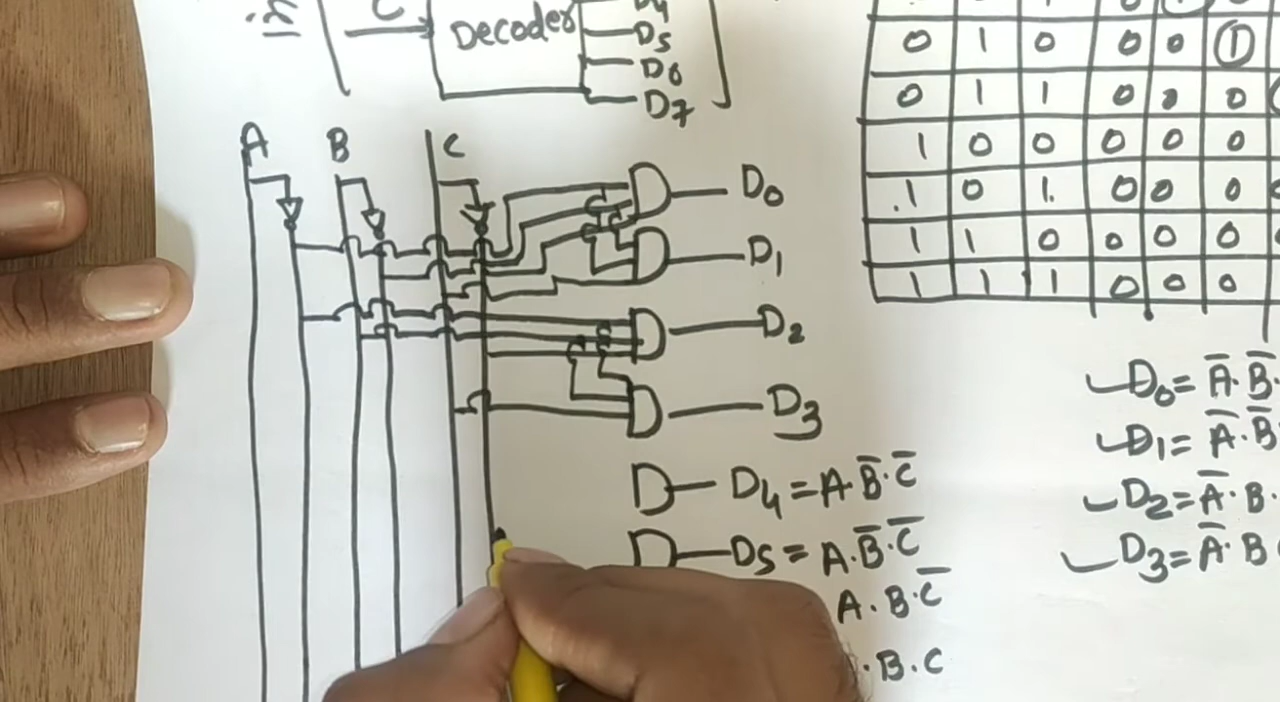 C
Decoder
D4
D5
D6
D7
0 1 0 0 0 1
0 1 1 0 0 0
1 0 0 0 0 0
1 0 1 0 0 0
1 1 0 0 0 0
1 1 1 0 0 0
A B C
D0
D1
D2
D3
D4 = A·B̅·C̅
D5 = A·B̅·C̅
A·B·C̅
·B·C
D0 = A̅·B̅·
D1 = A̅·B̅
D2 = A̅·B·
D3 = A̅·B